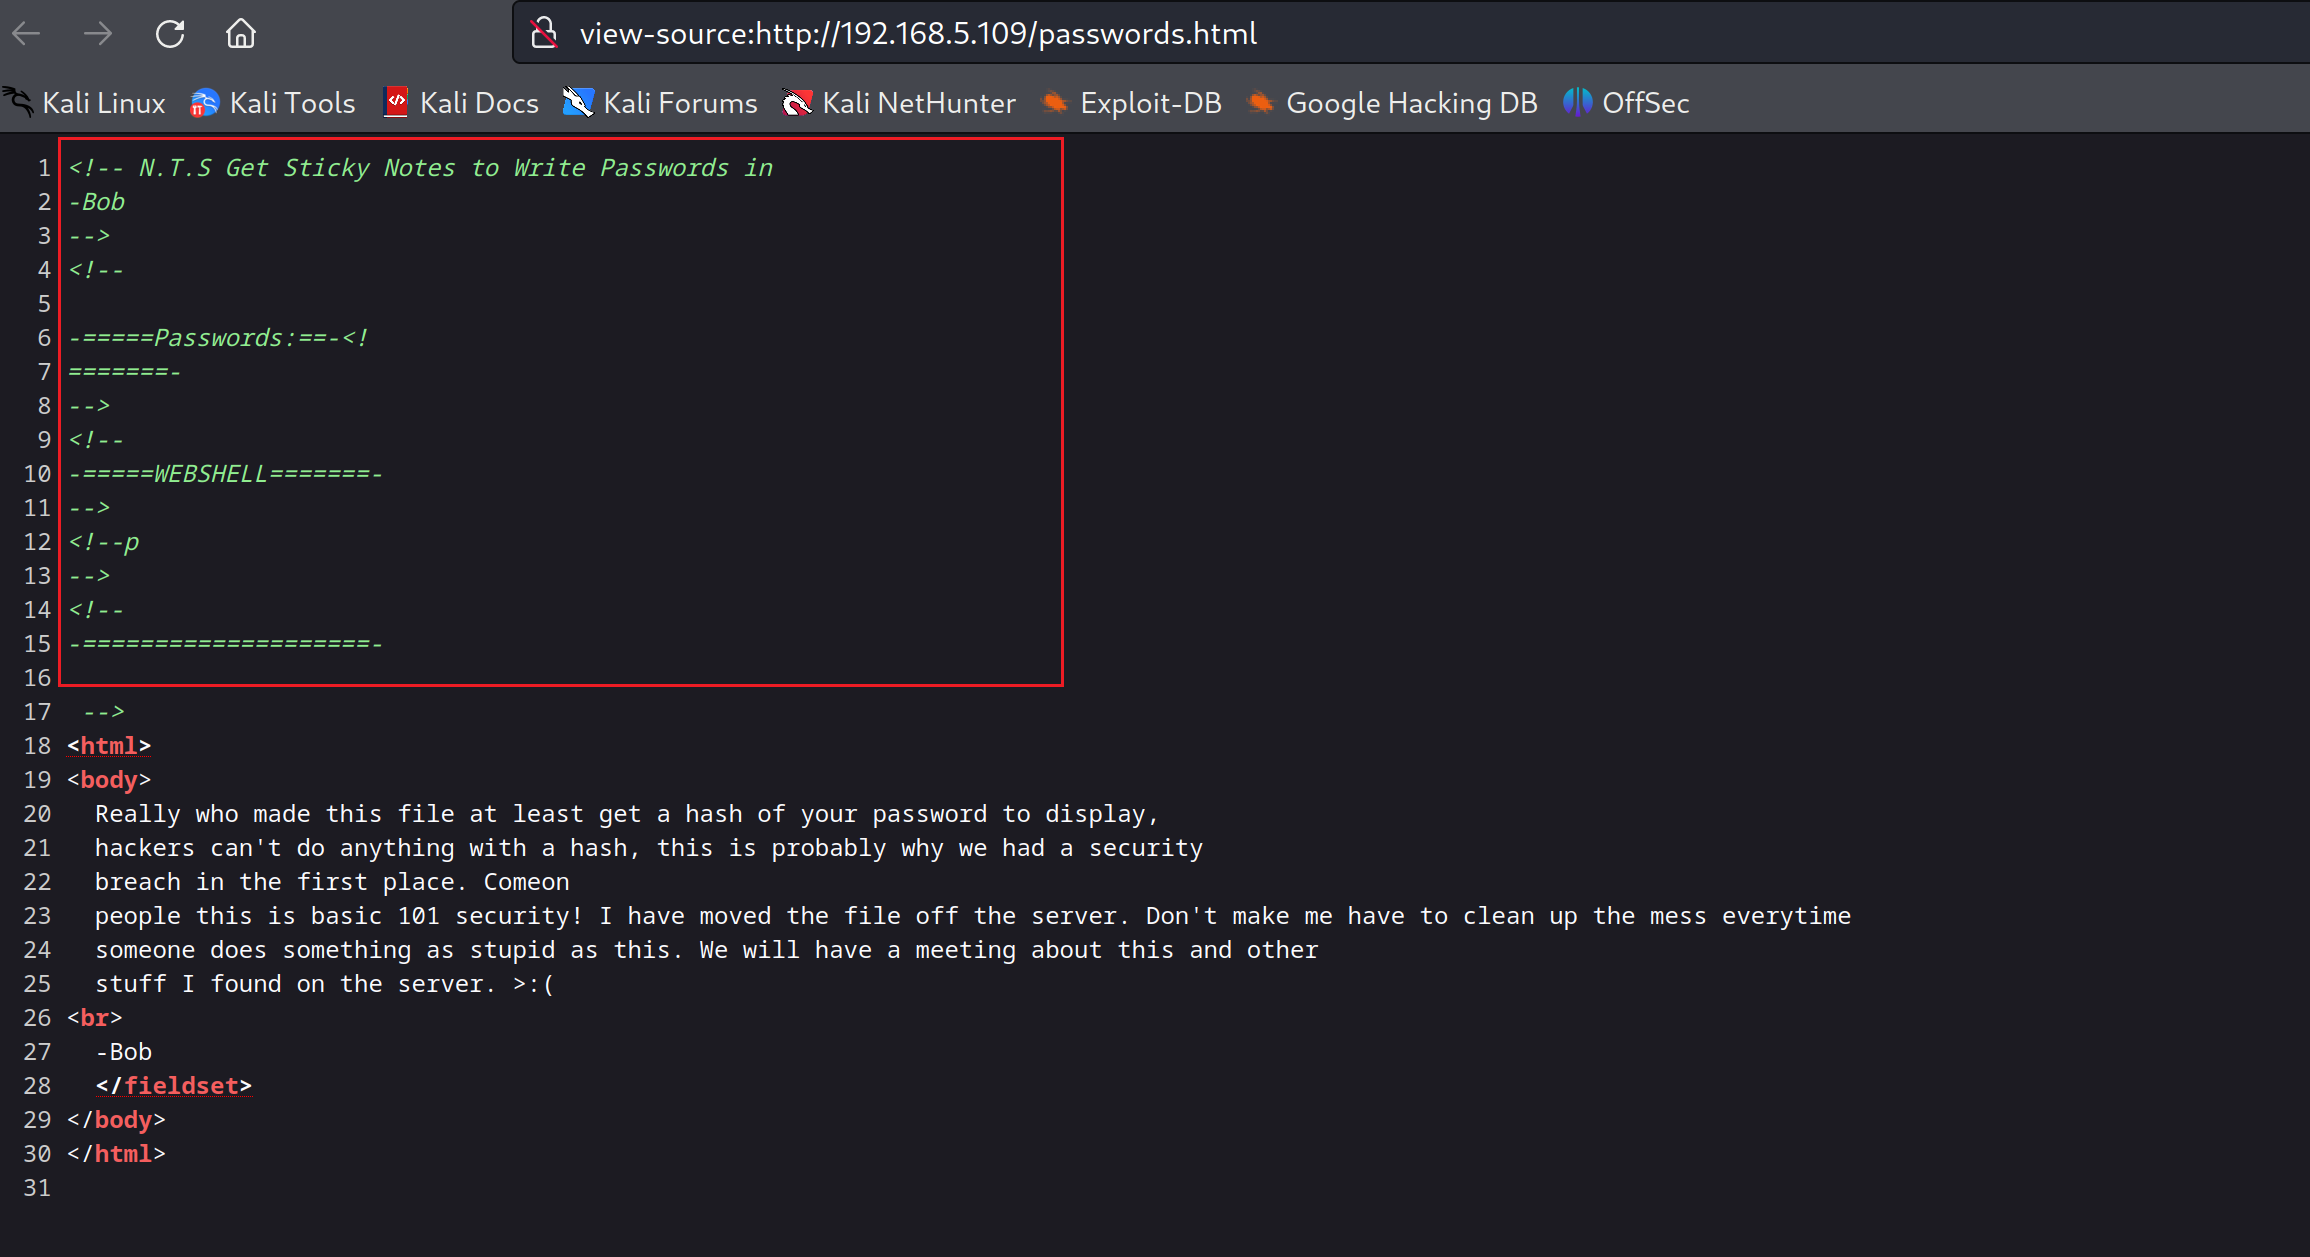 view-source:http://192.168.5.109/passwords.html
Kali Linux Kali Tools Kali Docs Kali Forums Kali NetHunter Exploit-DB Google Hacking DB OffSec
1 <!-- N.T.S Get Sticky Notes to Write Passwords in
2 -Bob
3 -->
4 <!--
5
6 -=====Passwords:==-<!
7 =======-
8 -->
9 <!--
10 -=====WEBSHELL=======-
11 -->
12 <!--p
13 -->
14 <!--
15 -====================-
16
17 -->
18 <html>
19 <body>
20 Really who made this file at least get a hash of your password to display,
21 hackers can't do anything with a hash, this is probably why we had a security
22 breach in the first place. Comeon
23 people this is basic 101 security! I have moved the file off the server. Don't make me have to clean up the mess everytime
24 someone does something as stupid as this. We will have a meeting about this and other
25 stuff I found on the server. >:(
26 <br>
27 -Bob
28 </fieldset>
29 </body>
30 </html>
31